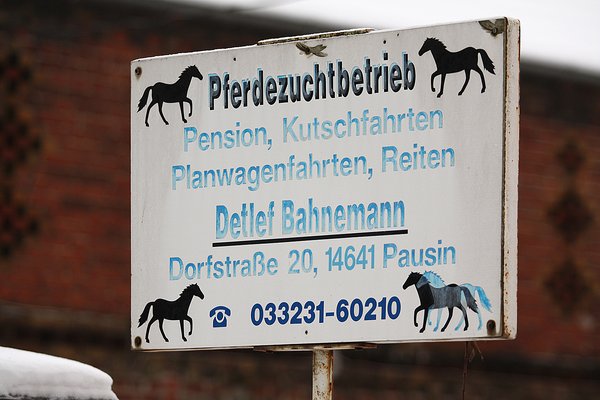 Pferdezuchtbetrieb
Pension, Kutschfahrten
Planwagenfahrten, Reiten
Detlef Bahnemann
Dorfstraße 20, 14641 Pausin
☎ 033231-60210